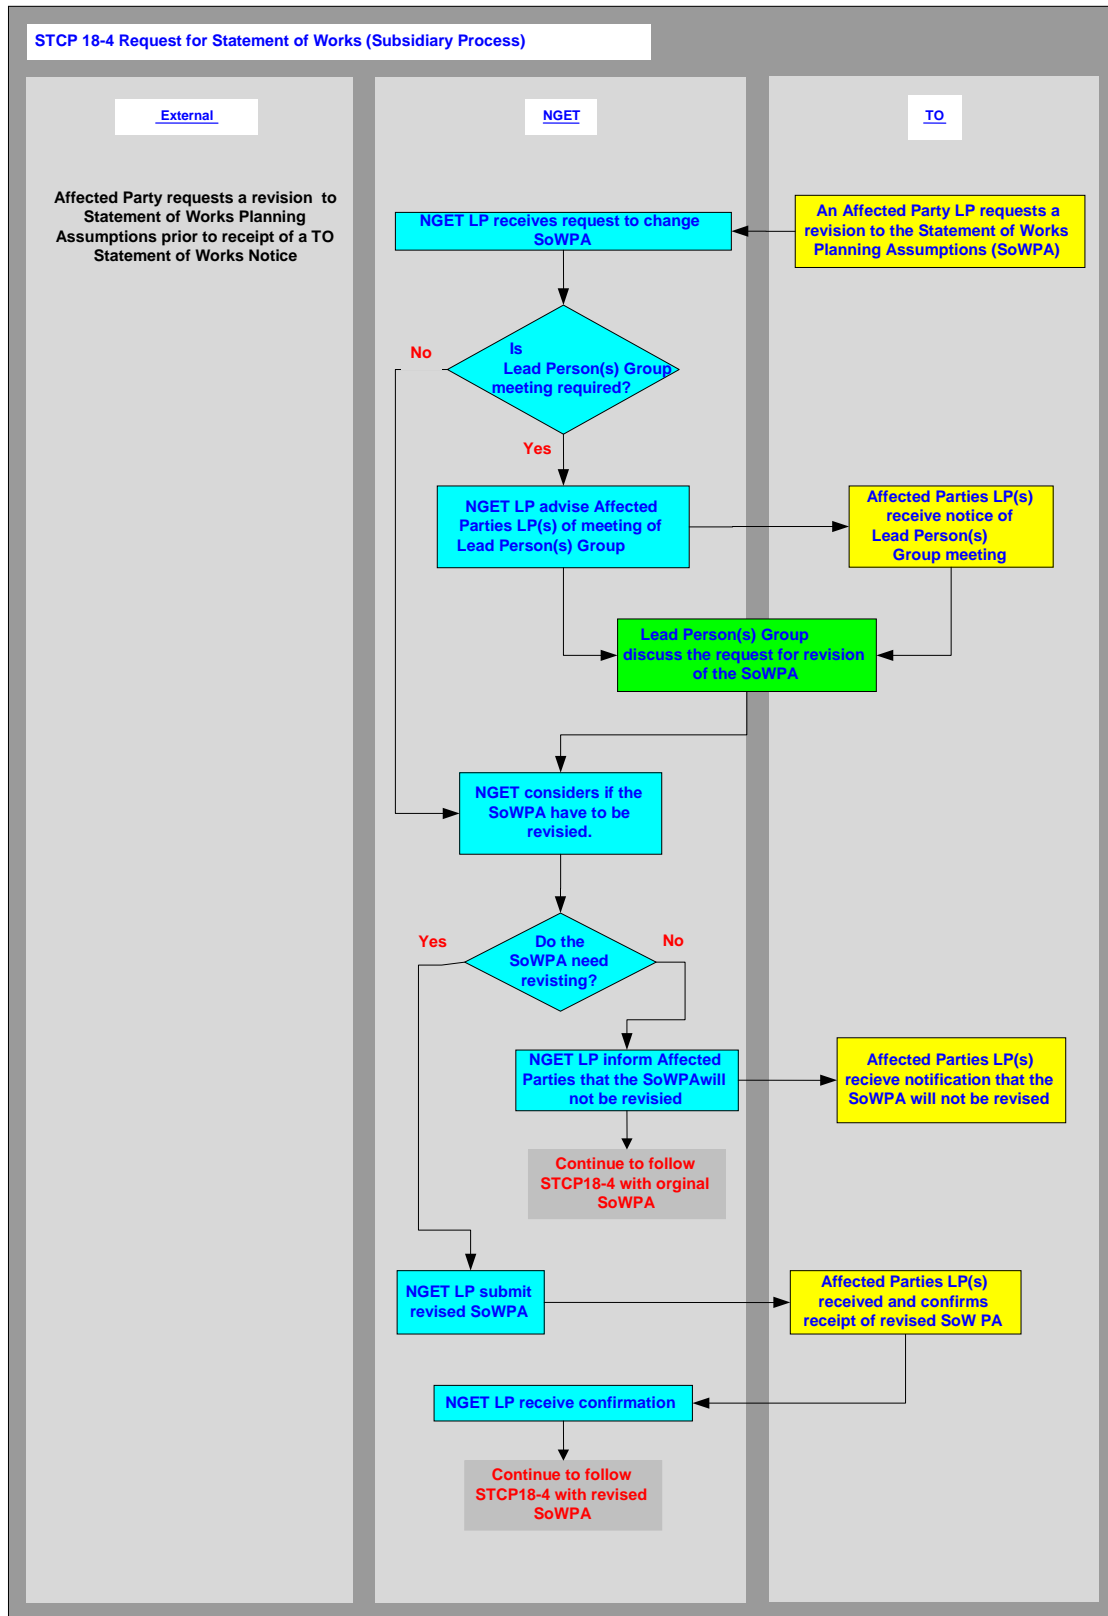 STCP 18-4 Request for Statement of Works (Subsidiary Process)
External
NGET
TO
Affected Party requests a revision to
Statement of Works Planning
Assumptions prior to receipt of a TO
Statement of Works Notice
NGET LP receives request to change
SoWPA
An Affected Party LP requests a
revision to the Statement of Works
Planning Assumptions (SoWPA)
Is
Lead Person(s) Group
meeting required?
No
Yes
NGET LP advise Affected
Parties LP(s) of meeting of
Lead Person(s) Group
Affected Parties LP(s)
receive notice of
Lead Person(s)
Group meeting
Lead Person(s) Group
discuss the request for revision
of the SoWPA
NGET considers if the
SoWPA have to be
revisied.
Yes
No
Do the
SoWPA need
revisting?
NGET LP inform Affected
Parties that the SoWPAwill
not be revisied
Affected Parties LP(s)
recieve notification that the
SoWPA will not be revised
Continue to follow
STCP18-4 with orginal
SoWPA
NGET LP submit
revised SoWPA
Affected Parties LP(s)
received and confirms
receipt of revised SoW PA
NGET LP receive confirmation
Continue to follow
STCP18-4 with revised
SoWPA